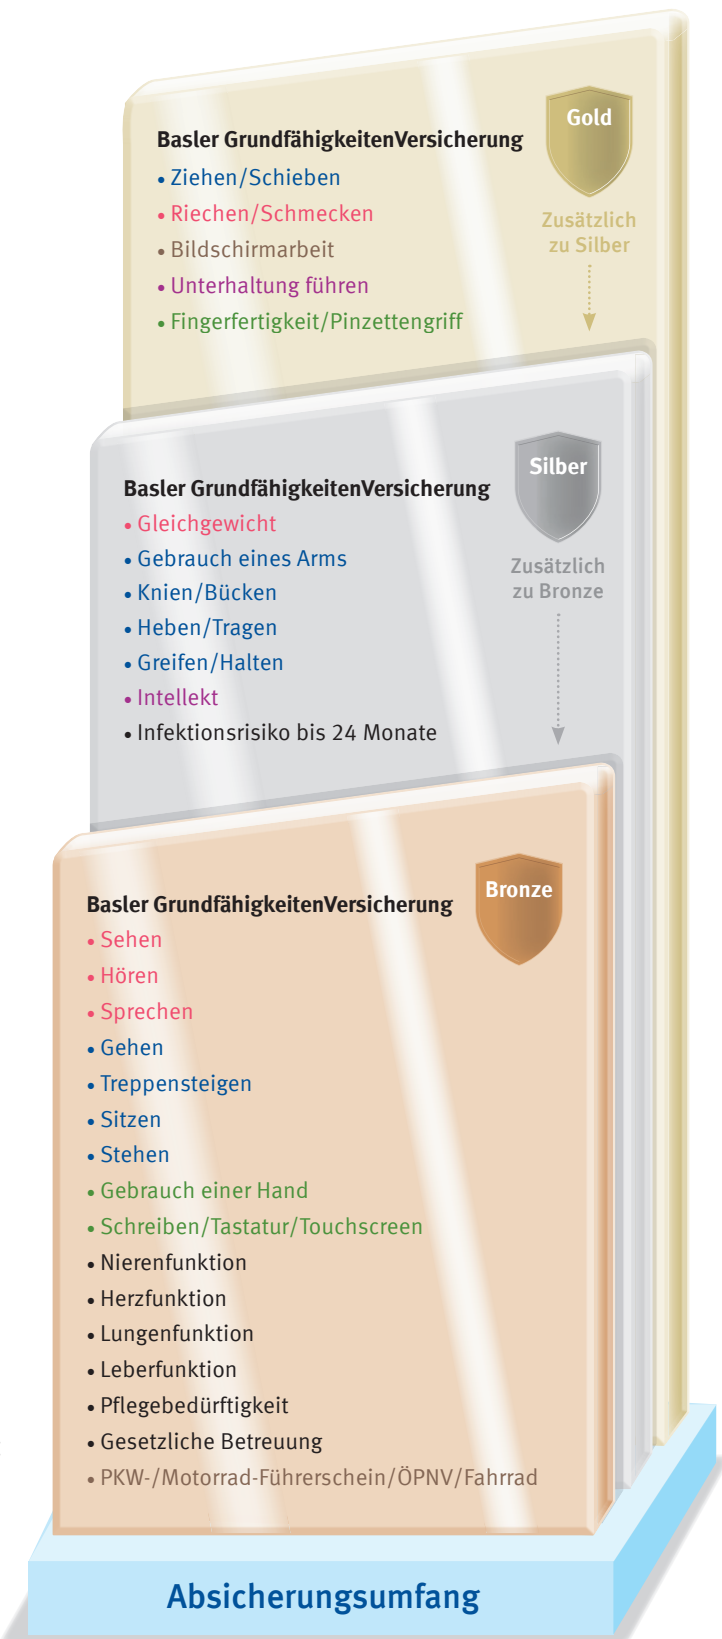 Gold
Basler GrundfähigkeitenVersicherung
• Ziehen/Schieben
• Riechen/Schmecken
• Bildschirmarbeit
• Unterhaltung führen
• Fingerfertigkeit/Pinzettengriff
Zusätzlich
zu Silber
Silber
Basler GrundfähigkeitenVersicherung
• Gleichgewicht
• Gebrauch eines Arms
• Knien/Bücken
• Heben/Tragen
• Greifen/Halten
• Intellekt
• Infektionsrisiko bis 24 Monate
Zusätzlich
zu Bronze
Bronze
Basler GrundfähigkeitenVersicherung
• Sehen
• Hören
• Sprechen
• Gehen
• Treppensteigen
• Sitzen
• Stehen
• Gebrauch einer Hand
• Schreiben/Tastatur/Touchscreen
• Nierenfunktion
• Herzfunktion
• Lungenfunktion
• Leberfunktion
• Pflegebedürftigkeit
• Gesetzliche Betreuung
• PKW-/Motorrad-Führerschein/ÖPNV/Fahrrad
Absicherungsumfang